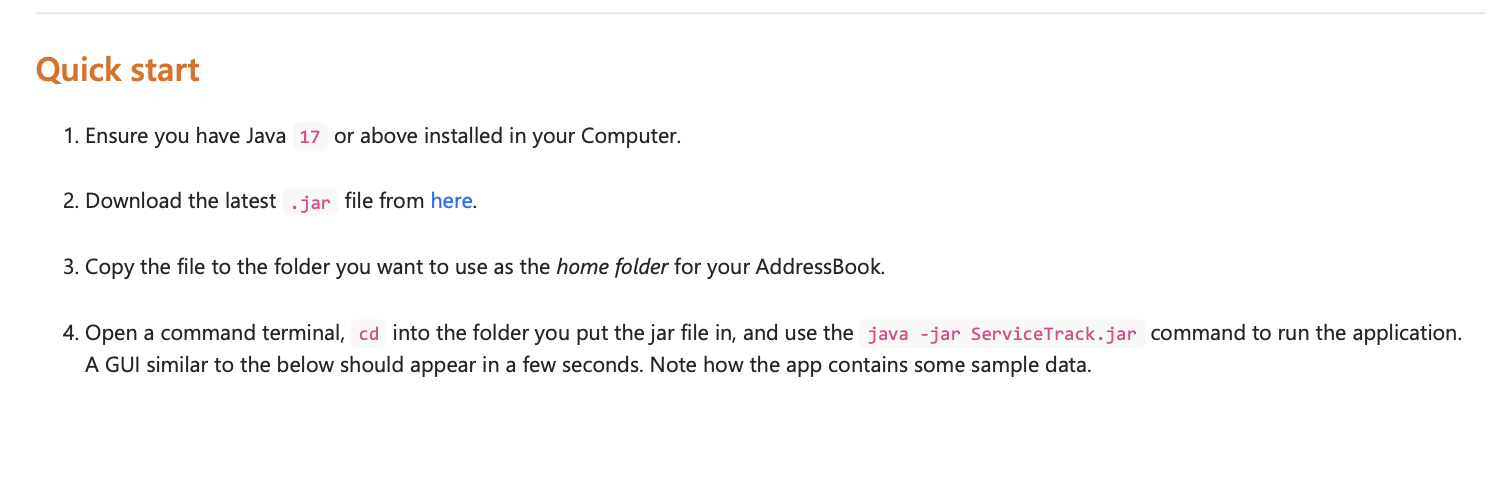 Quick start
1. Ensure you have Java 17 or above installed in your Computer.
2. Download the latest .jar file from here.
3. Copy the file to the folder you want to use as the home folder for your AddressBook.
4. Open a command terminal, cd into the folder you put the jar file in, and use the java -jar ServiceTrack.jar command to run the application.
A GUI similar to the below should appear in a few seconds. Note how the app contains some sample data.